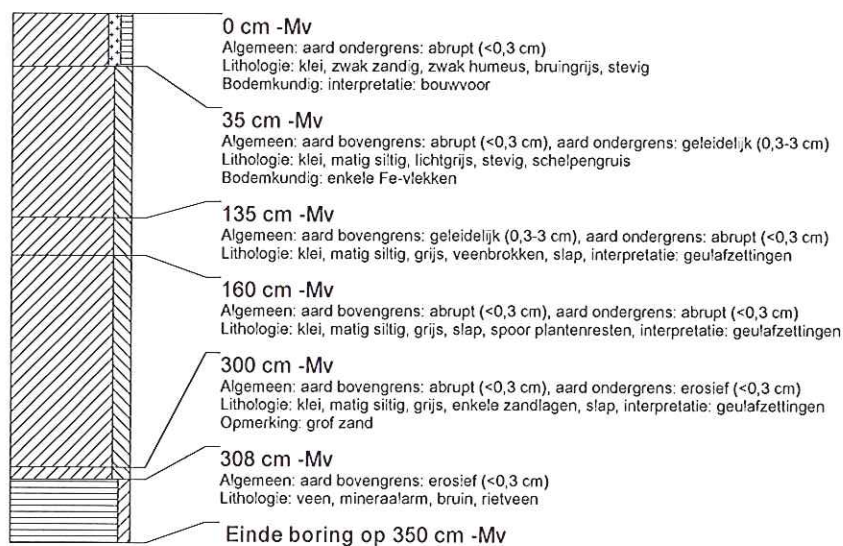 0 cm -Mv
Algemeen: aard ondergrens: abrupt (<0,3 cm)
Lithologie: klei, zwak zandig, zwak humeus, bruingrijs, stevig
Bodemkundig: interpretatie: bouwvoor
35 cm -Mv
Algemeen: aard bovengrens: abrupt (<0,3 cm), aard ondergrens: geleidelijk (0,3-3 cm)
Lithologie: klei, matig siltig, lichtgrijs, stevig, schelpengruis
Bodemkundig: enkele Fe-vlekken
135 cm -Mv
Algemeen: aard bovengrens: geleidelijk (0,3-3 cm), aard ondergrens: abrupt (<0,3 cm)
Lithologie: klei, matig siltig, grijs, veenbrokken, slap, interpretatie: geulafzettingen
160 cm -Mv
Algemeen: aard bovengrens: abrupt (<0,3 cm), aard ondergrens: abrupt (<0,3 cm)
Lithologie: klei, matig siltig, grijs, slap, spoor plantenresten, interpretatie: geulafzettingen
300 cm -Mv
Algemeen: aard bovengrens: abrupt (<0,3 cm), aard ondergrens: erosief (<0,3 cm)
Lithologie: klei, matig siltig, grijs, enkele zandlagen, slap, interpretatie: geulafzettingen
Opmerking: grof zand
308 cm -Mv
Algemeen: aard bovengrens: erosief (<0,3 cm)
Lithologie: veen, mineraalarm, bruin, rietveen
Einde boring op 350 cm -Mv